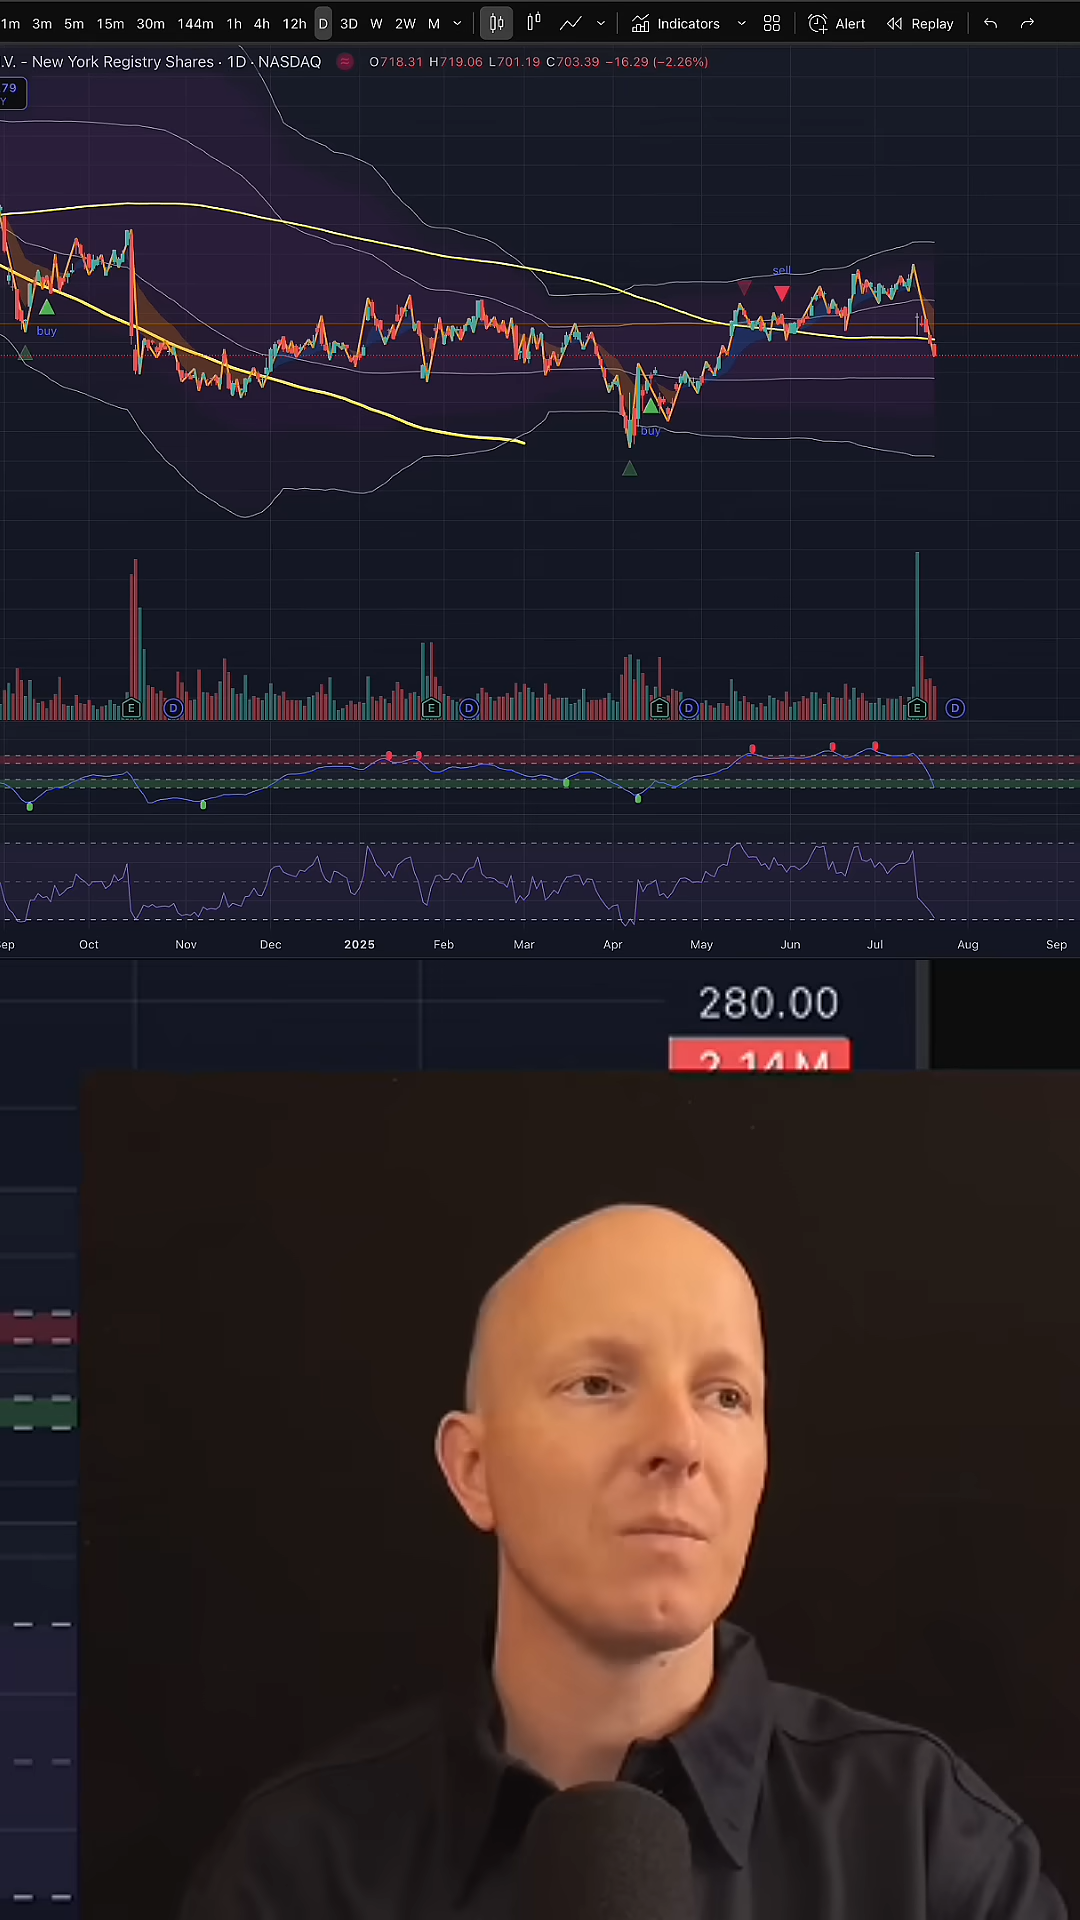 1m 3m 5m 15m 30m 144m 1h 4h 12h D 3D W 2W M Indicators Alert Replay
.V. - New York Registry Shares · 1D · NASDAQ O718.31 H719.06 L701.19 C703.39 −16.29 (−2.26%)
.79
Y
sell
buy
buy
E D E D E D E D
Oct Nov Dec 2025 Feb Mar Apr May Jun Jul Aug Sep
280.00
2.14M